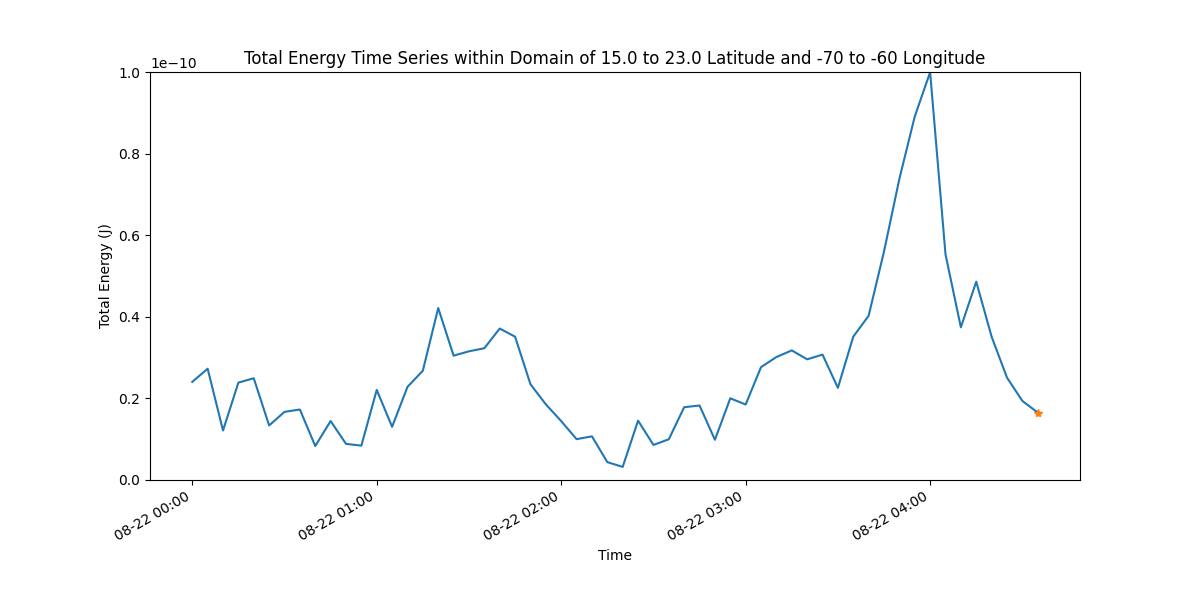 Total Energy Time Series within Domain of 15.0 to 23.0 Latitude and -70 to -60 Longitude
1e−10
1.0
0.8
0.6
0.4
0.2
0.0
Total Energy (J)
08-22 00:00
08-22 01:00
08-22 02:00
08-22 03:00
08-22 04:00
Time